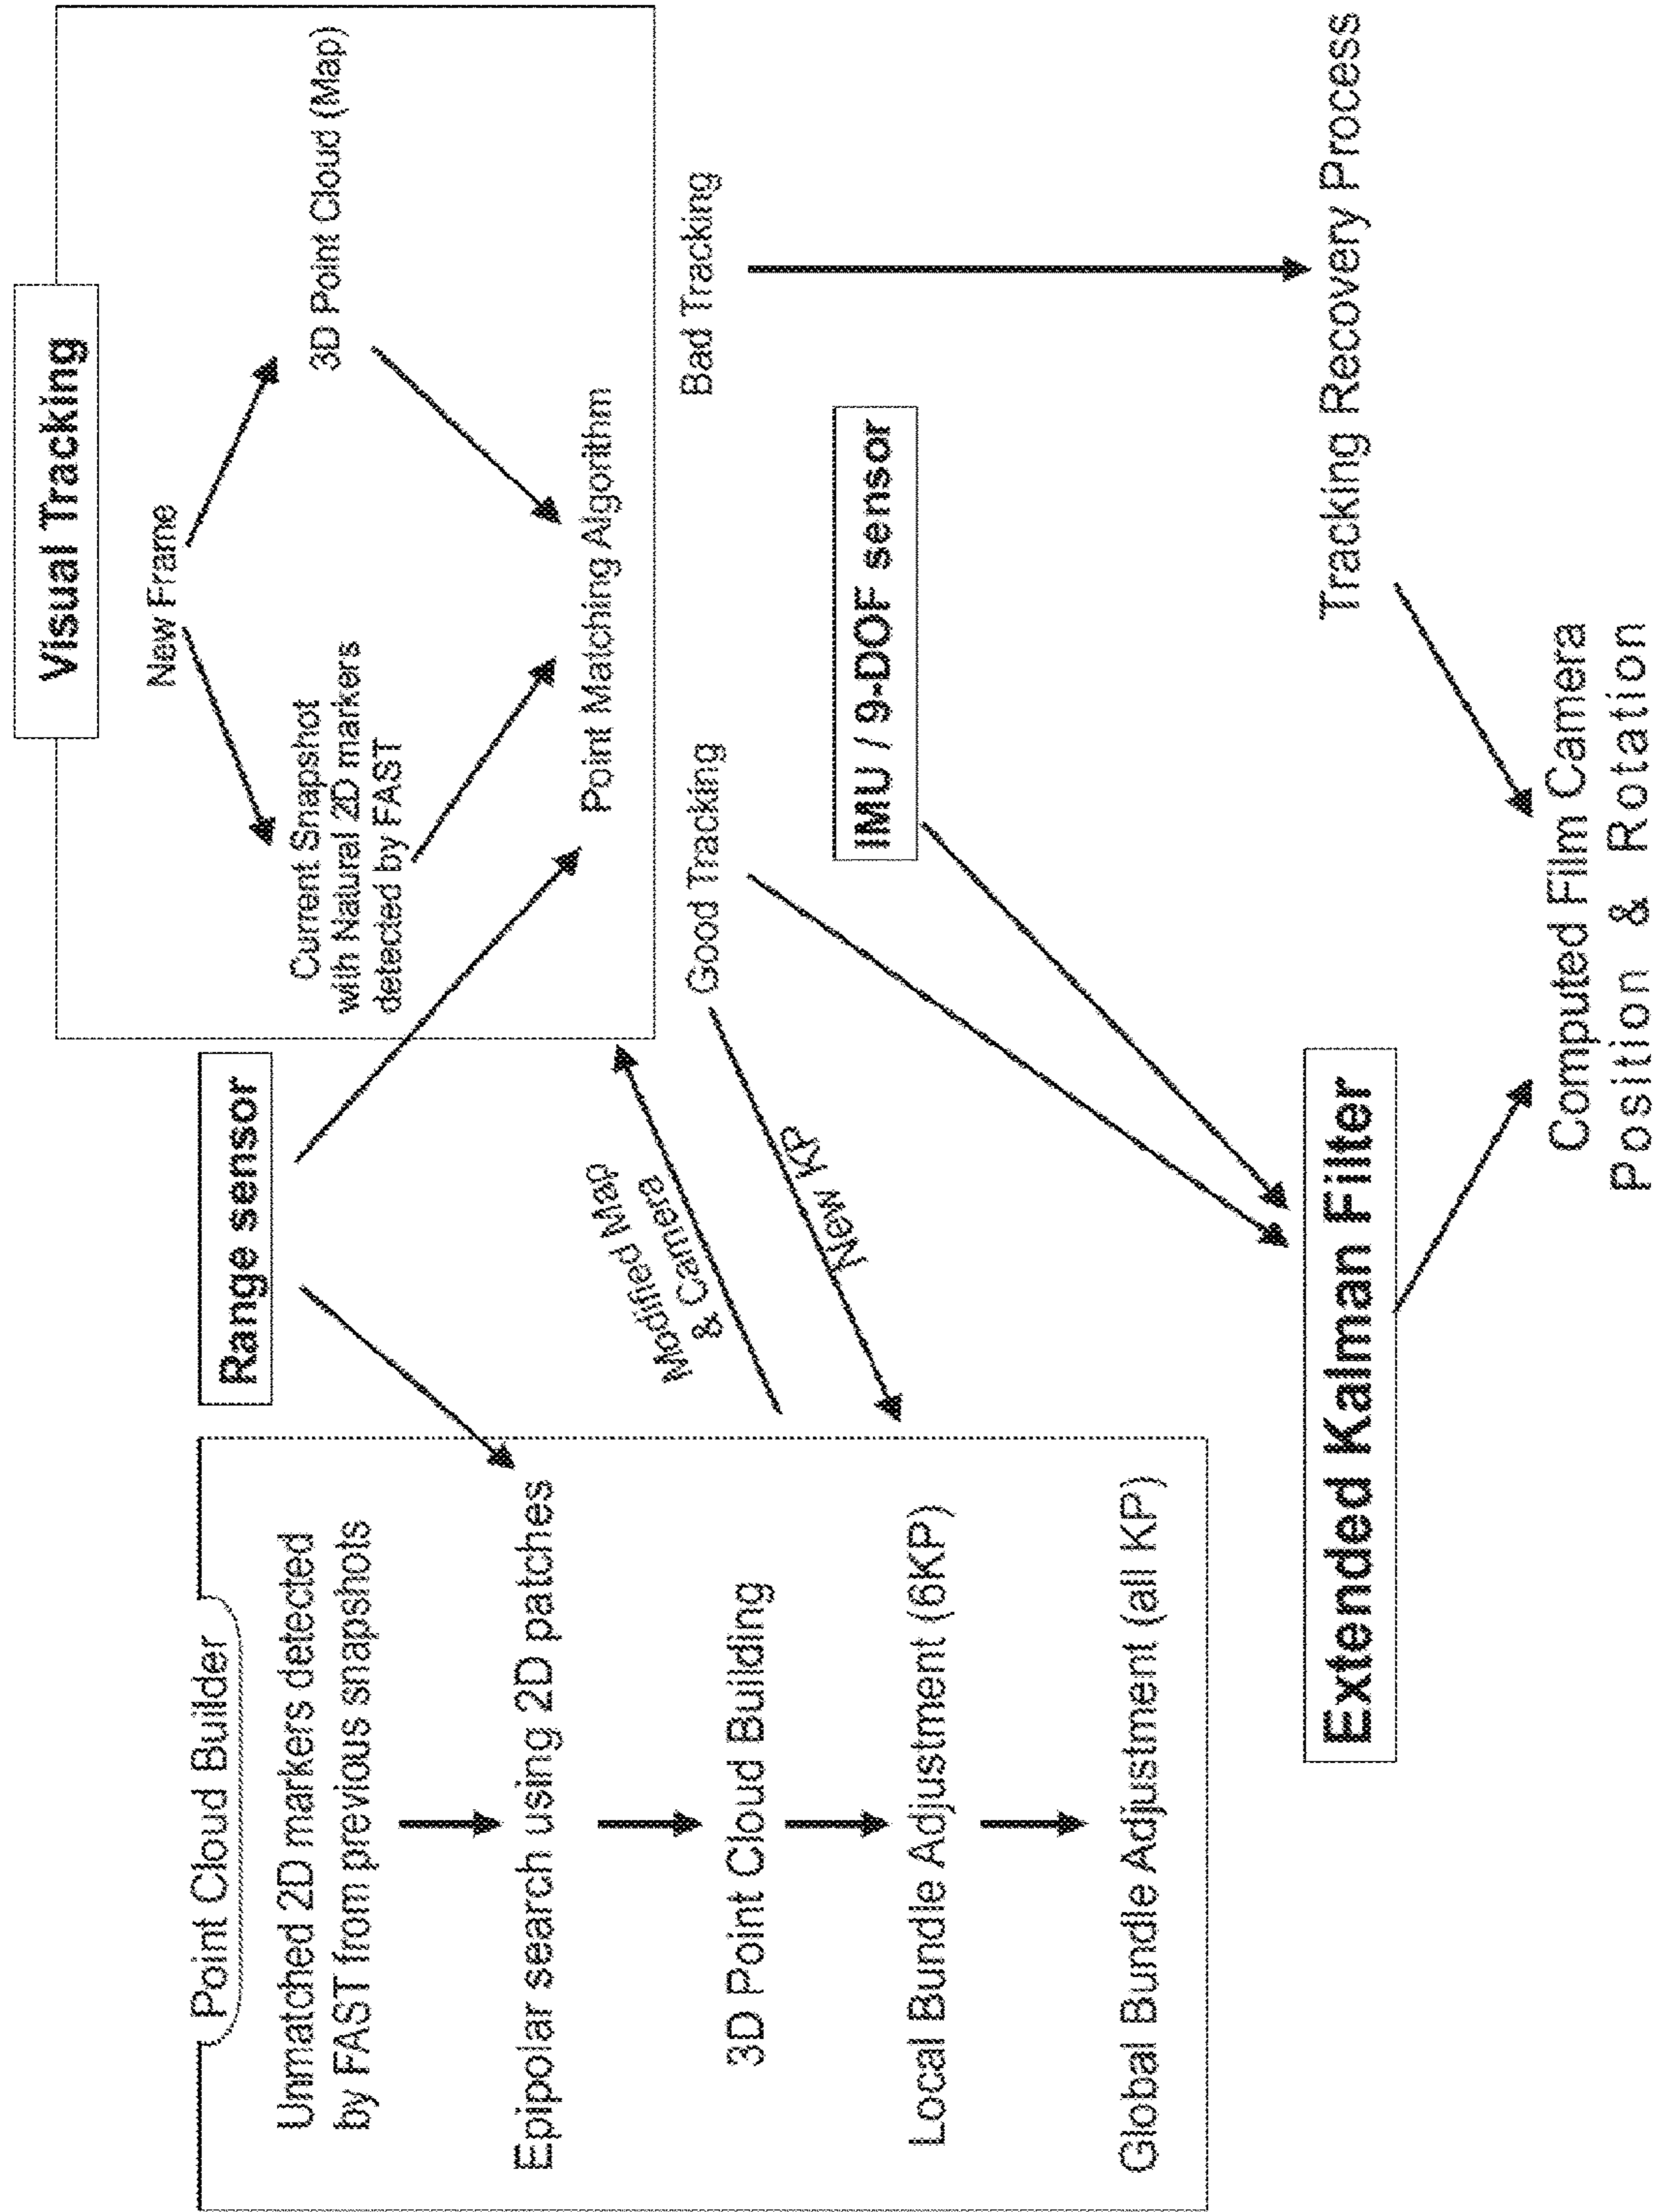 Point Cloud Builder
Unmatched 2D markers detected
by FAST from previous snapshots
Epipolar search using 2D patches
3D Point Cloud Building
Local Bundle Adjustment (6KP)
Global Bundle Adjustment (all KP)
Range sensor
Modified Map
& Camera
New KP
Visual Tracking
New Frame
Current Snapshot
with Natural 2D markers
detected by FAST
3D Point Cloud (Map)
Point Matching Algorithm
Good Tracking
Bad Tracking
IMU / 9-DOF sensor
Extended Kalman Filter
Tracking Recovery Process
Computed Film Camera
Position & Rotation